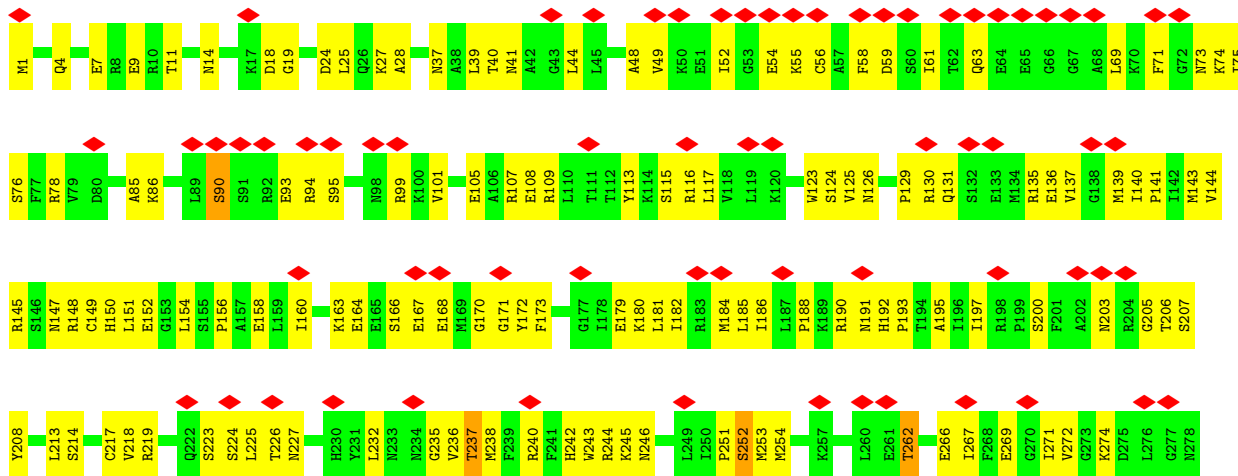 M1 Q4 E7 R8 E9 R10 T11 N14 K17 D18 G19 D24 L25 Q26 K27 A28 N37 A38 L39 T40 N41 A42 G43 L44 L45 A48 V49 K50 E51 I52 G53 E54 K55 C56 A57 F58 D59 S60 I61 T62 Q63 E64 E65 G66 G67 A68 L69 K70 F71 G72 N73 K74 I75
S76 F77 R78 V79 D80 A85 K86 L89 S90 S91 R92 E93 R94 S95 N98 R99 K100 V101 E105 A106 R107 E108 R109 L110 T111 T112 Y113 K114 S115 R116 L117 V118 L119 K120 W123 S124 V125 N126 P129 R130 Q131 S132 E133 M134 R135 E136 V137 G138 M139 I140 P141 I142 M143 V144
R145 S146 N147 R148 C149 H150 L151 E152 G153 L154 S155 P156 A157 E158 L159 I160 K163 E164 E165 S166 E167 E168 M169 G170 G171 Y172 F173 G177 I178 E179 K180 L181 I182 R183 M184 L185 I186 L187 P188 K189 R190 N191 H192 P193 T194 A195 I196 I197 R198 P199 S200 F201 A202 N203 R204 G205 T206 S207
Y208 L213 S214 C217 V218 R219 Q222 S223 S224 L225 T226 N227 H230 Y231 L232 N233 N234 G235 V236 T237 M238 F239 R240 F241 H242 W243 R244 K245 N246 L249 I250 P251 S252 M253 M254 K257 L260 E261 T262 E266 I267 F268 E269 G270 I271 V272 G273 K274 D275 L276 G277 N278